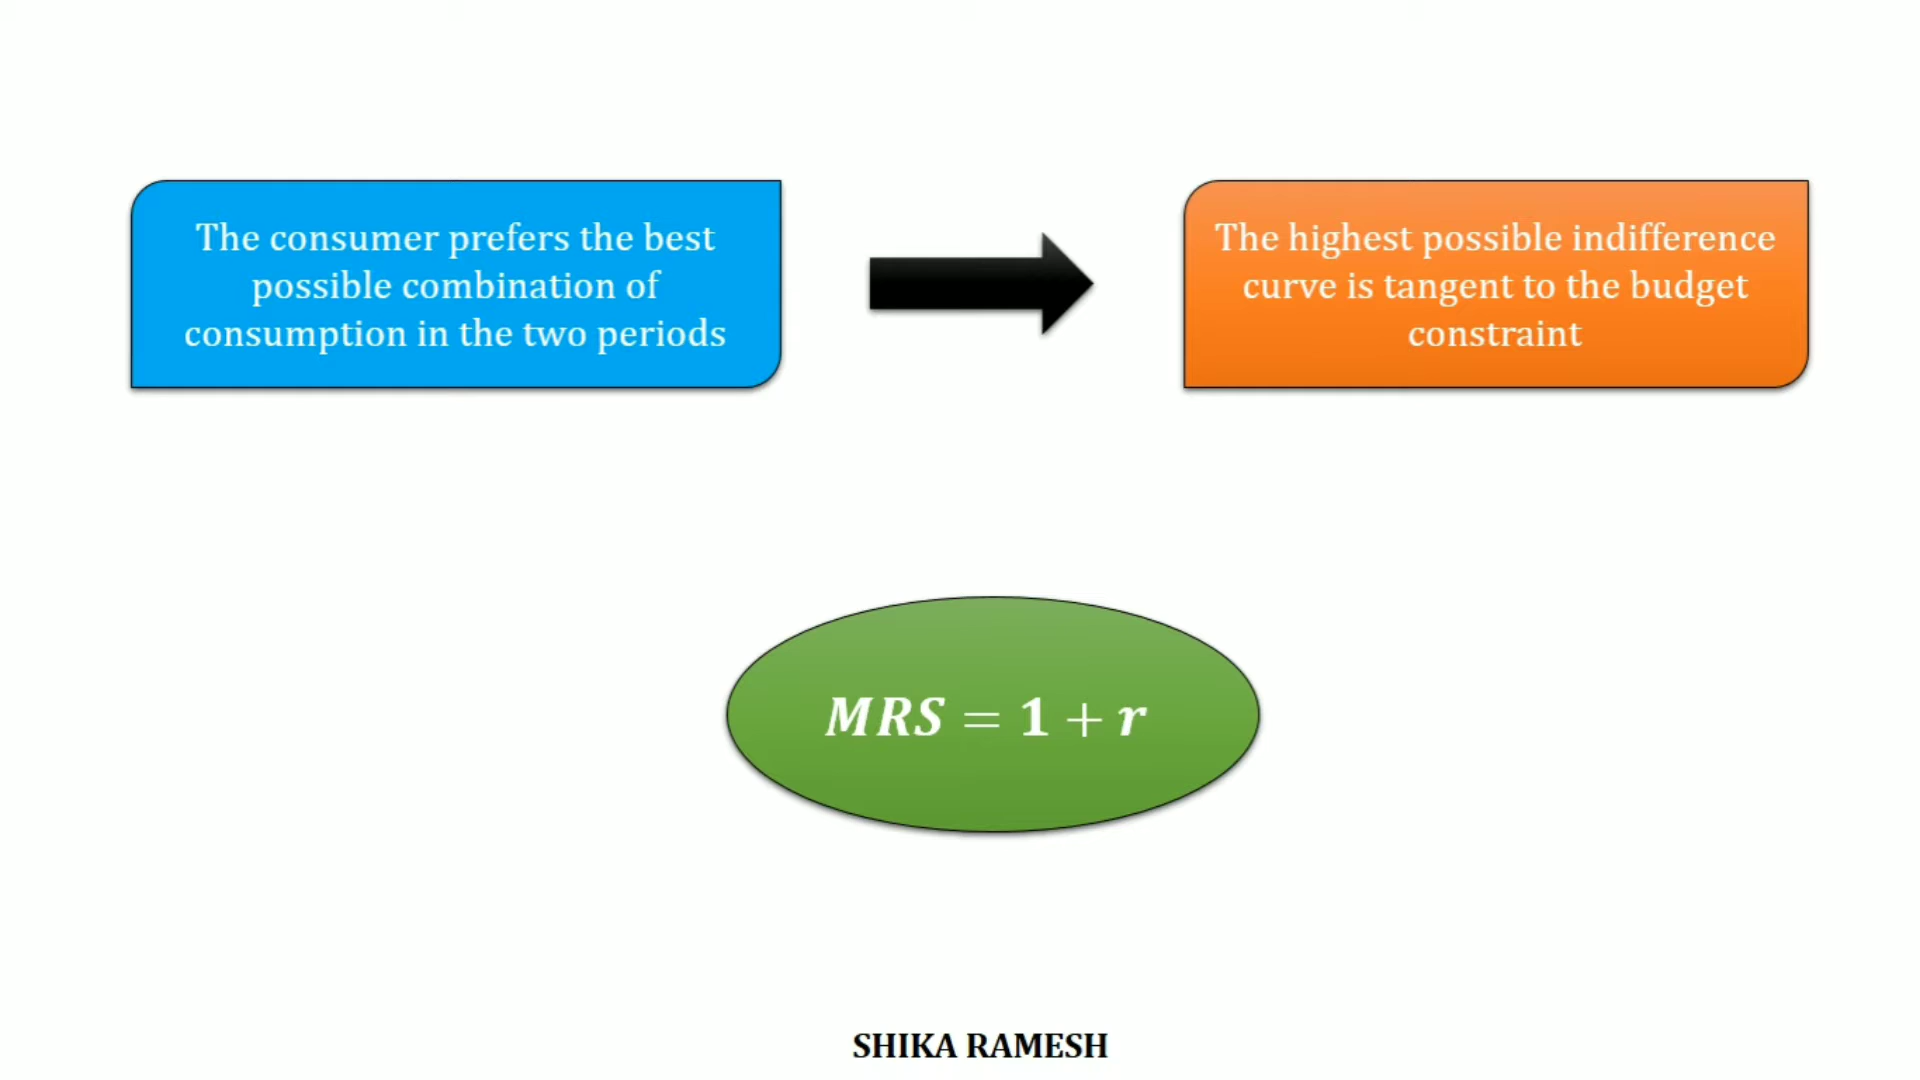 The consumer prefers the best
possible combination of
consumption in the two periods
The highest possible indifference
curve is tangent to the budget
constraint
MRS = 1 + r
SHIKA RAMESH